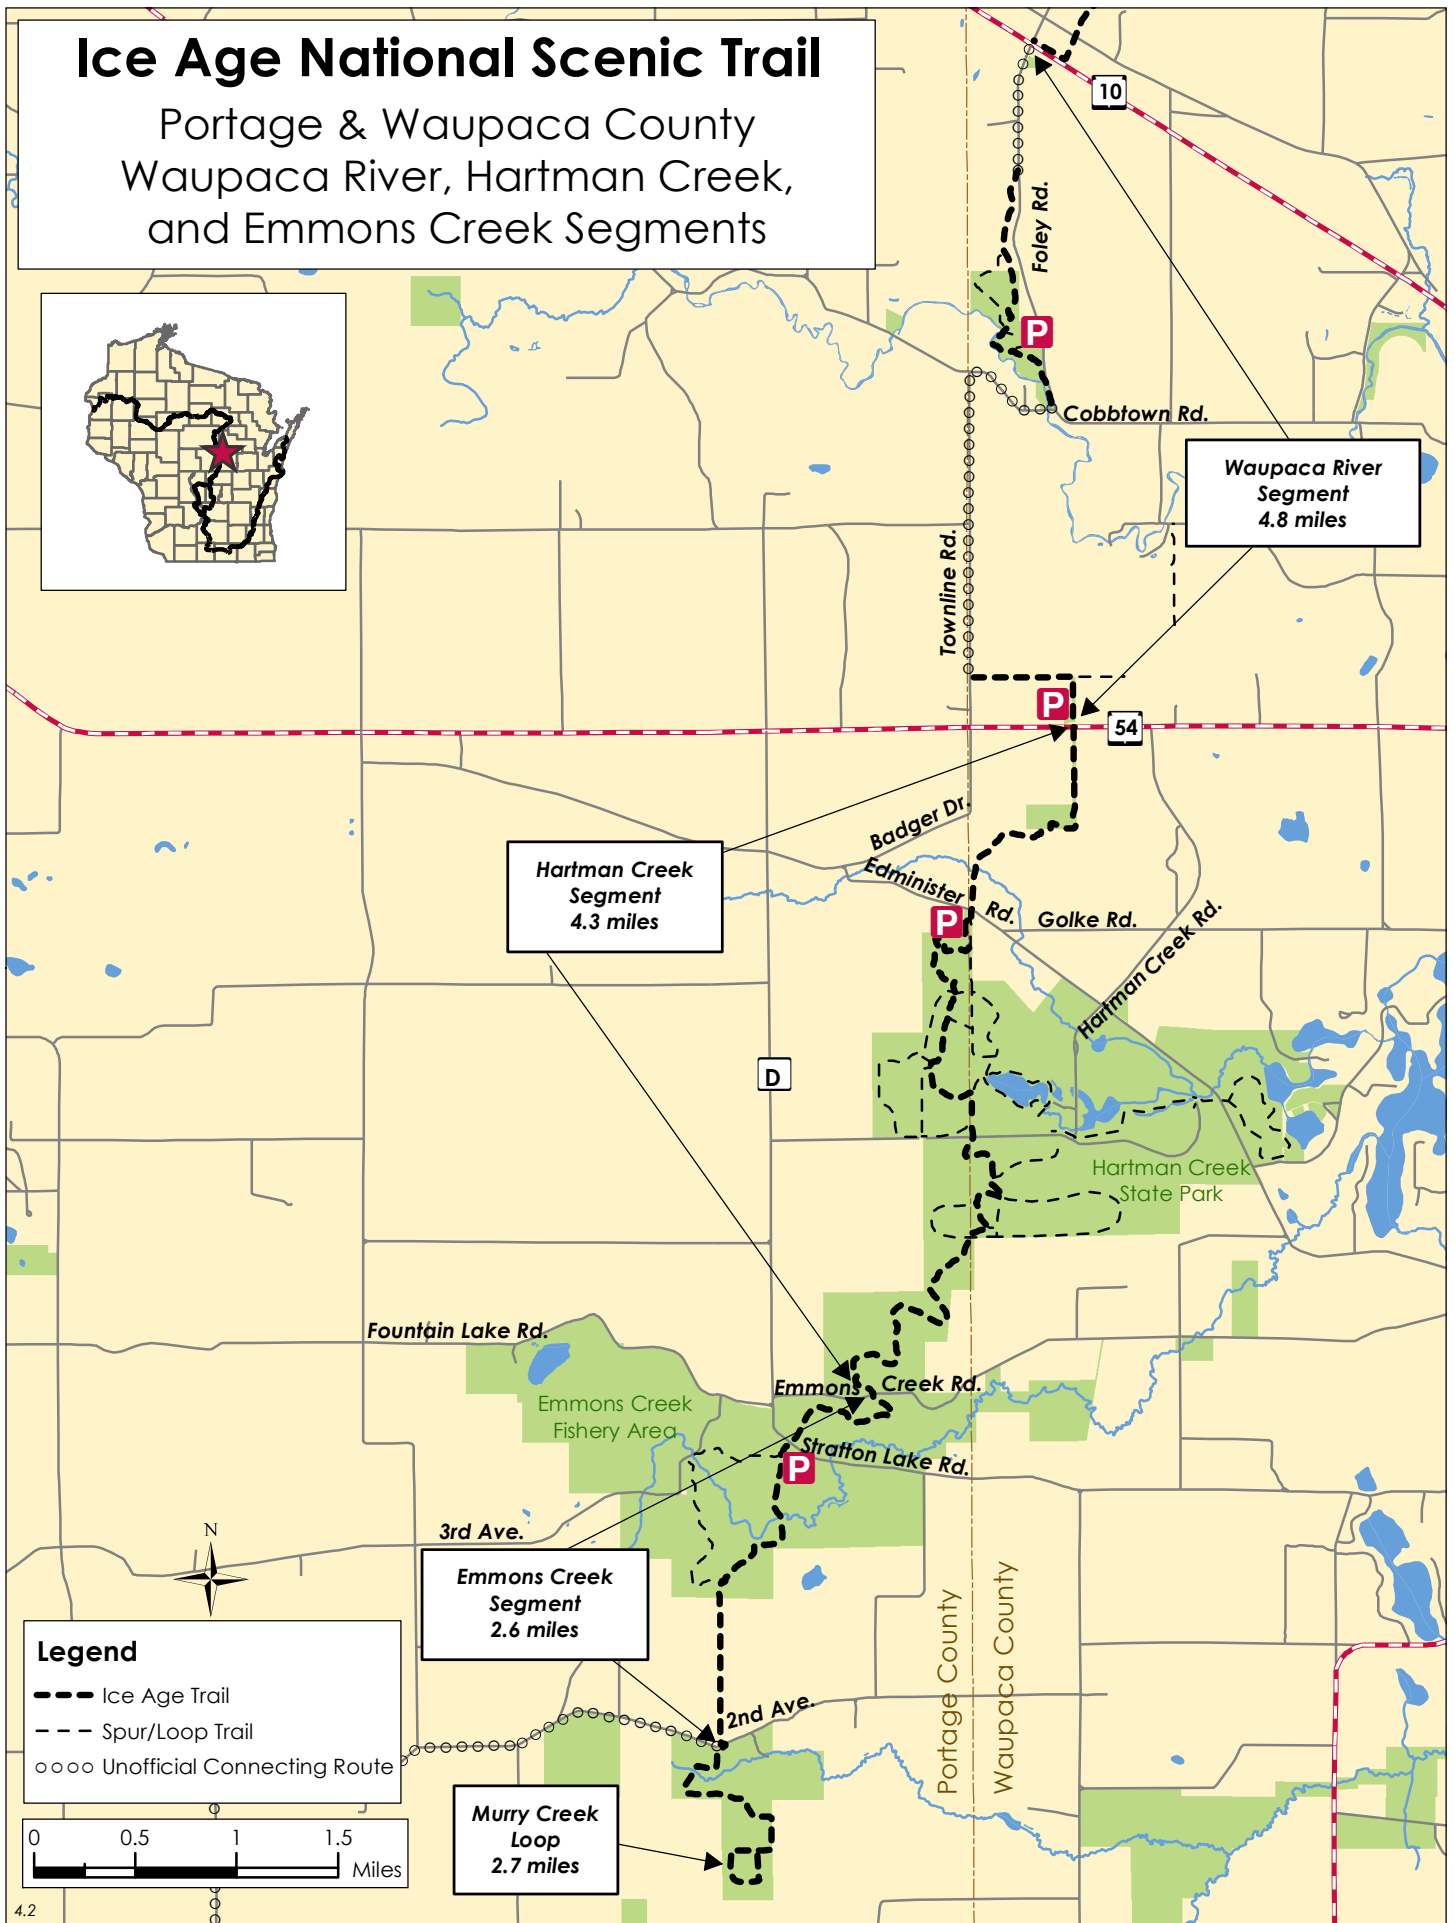 Ice Age National Scenic Trail
Portage & Waupaca County
Waupaca River, Hartman Creek,
and Emmons Creek Segments
10
Foley Rd.
P
Cobbtown Rd.
Waupaca River
Segment
4.8 miles
Townline Rd.
P
54
Badger Dr.
Hartman Creek
Segment
4.3 miles
Edminister Rd.
P
Golke Rd.
Hartman Creek Rd.
D
Hartman Creek
State Park
Fountain Lake Rd.
Emmons Creek Rd.
Emmons Creek
Fishery Area
Stratton Lake Rd.
P
3rd Ave.
N
Emmons Creek
Segment
2.6 miles
Portage County
Waupaca County
Legend
Ice Age Trail
Spur/Loop Trail
Unofficial Connecting Route
2nd Ave.
Murry Creek
Loop
2.7 miles
0 0.5 1 1.5
Miles
4.2